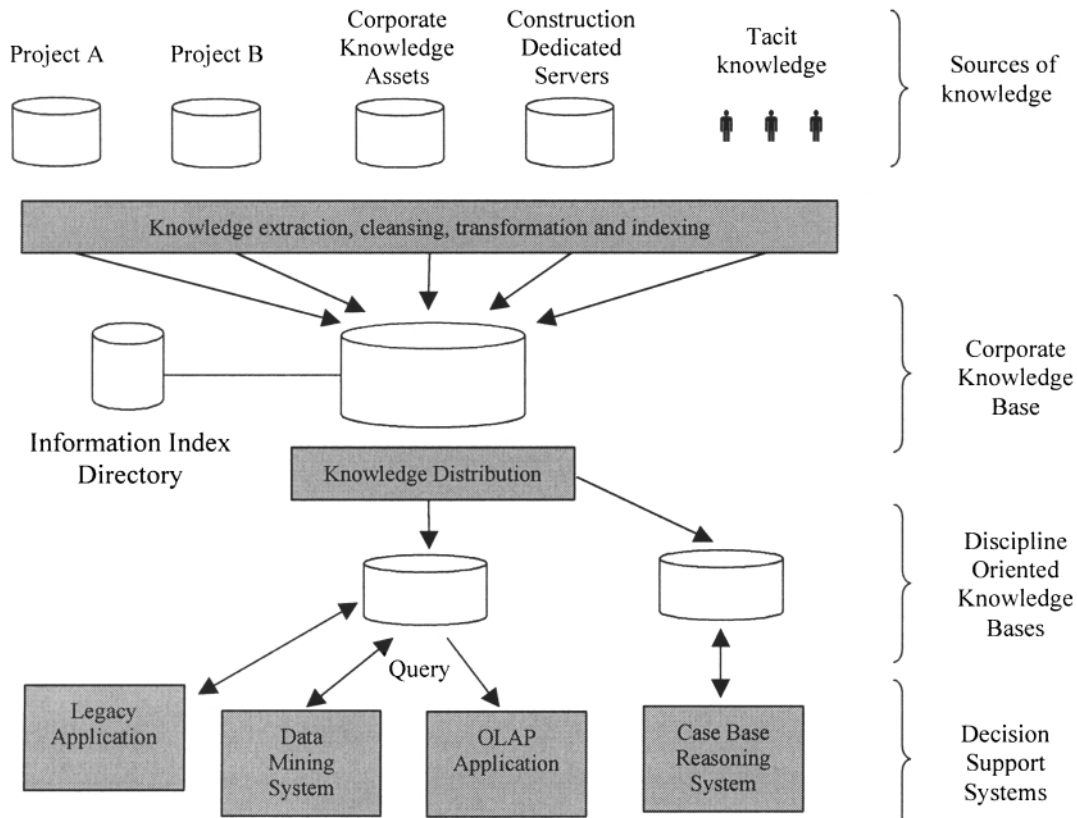 Project A
Project B
Corporate
Knowledge
Assets
Construction
Dedicated
Servers
Tacit
knowledge
Sources of
knowledge
Knowledge extraction, cleansing, transformation and indexing
Corporate
Knowledge
Base
Information Index
Directory
Knowledge Distribution
Discipline
Oriented
Knowledge
Bases
Query
Legacy
Application
Data
Mining
System
OLAP
Application
Case Base
Reasoning
System
Decision
Support
Systems